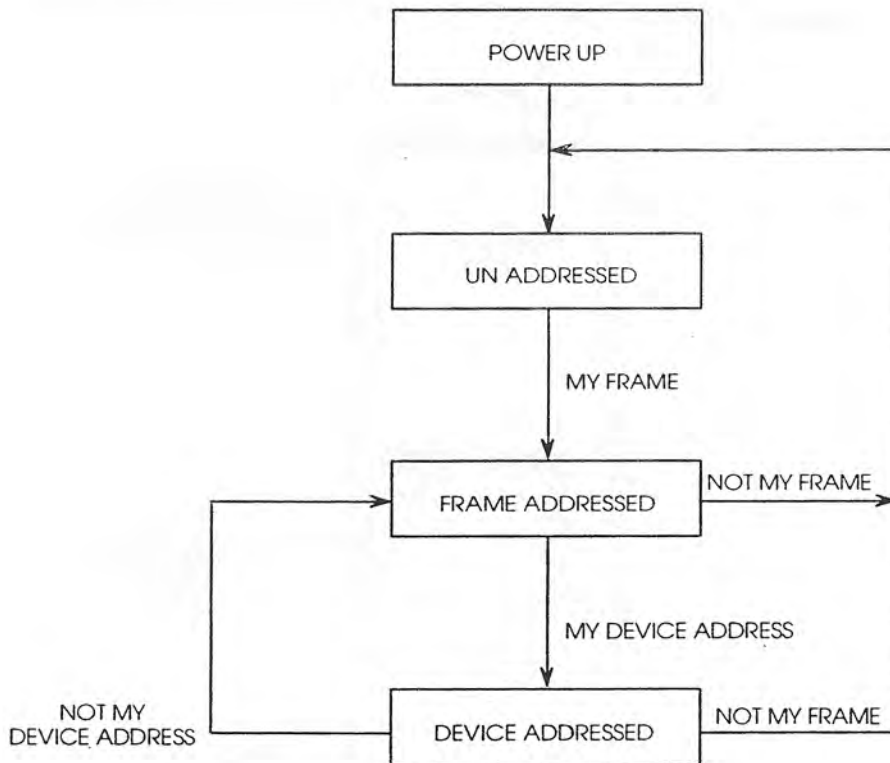 POWER UP
UN ADDRESSED
MY FRAME
FRAME ADDRESSED
NOT MY FRAME
MY DEVICE ADDRESS
NOT MY
DEVICE ADDRESS
DEVICE ADDRESSED
NOT MY FRAME